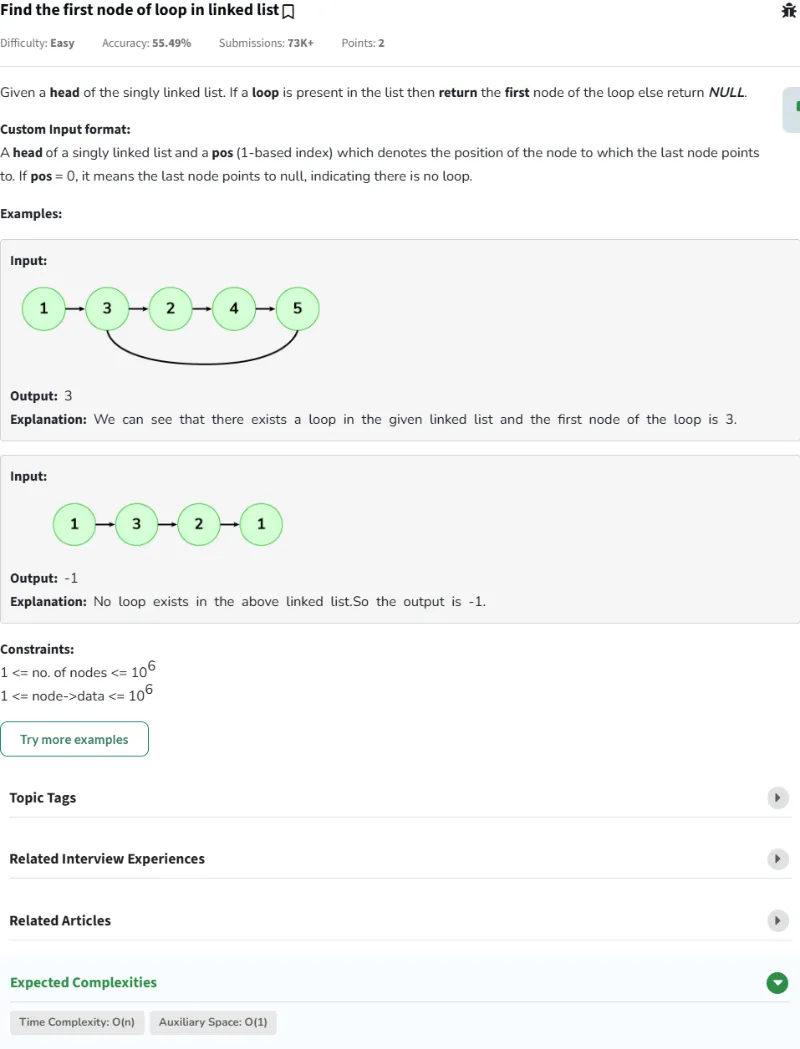 Find the first node of loop in linked list
Difficulty: Easy Accuracy: 55.49% Submissions: 73K+ Points: 2
Given a head of the singly linked list. If a loop is present in the list then return the first node of the loop else return NULL.
Custom Input format:
A head of a singly linked list and a pos (1-based index) which denotes the position of the node to which the last node points
to. If pos = 0, it means the last node points to null, indicating there is no loop.
Examples:
Input:
1 3 2 4 5
Output: 3
Explanation: We can see that there exists a loop in the given linked list and the first node of the loop is 3.
Input:
1 3 2 1
Output: -1
Explanation: No loop exists in the above linked list.So the output is -1.
Constraints:
1 <= no. of nodes <= 10^6
1 <= node->data <= 10^6
Try more examples
Topic Tags
Related Interview Experiences
Related Articles
Expected Complexities
Time Complexity: O(n) Auxiliary Space: O(1)